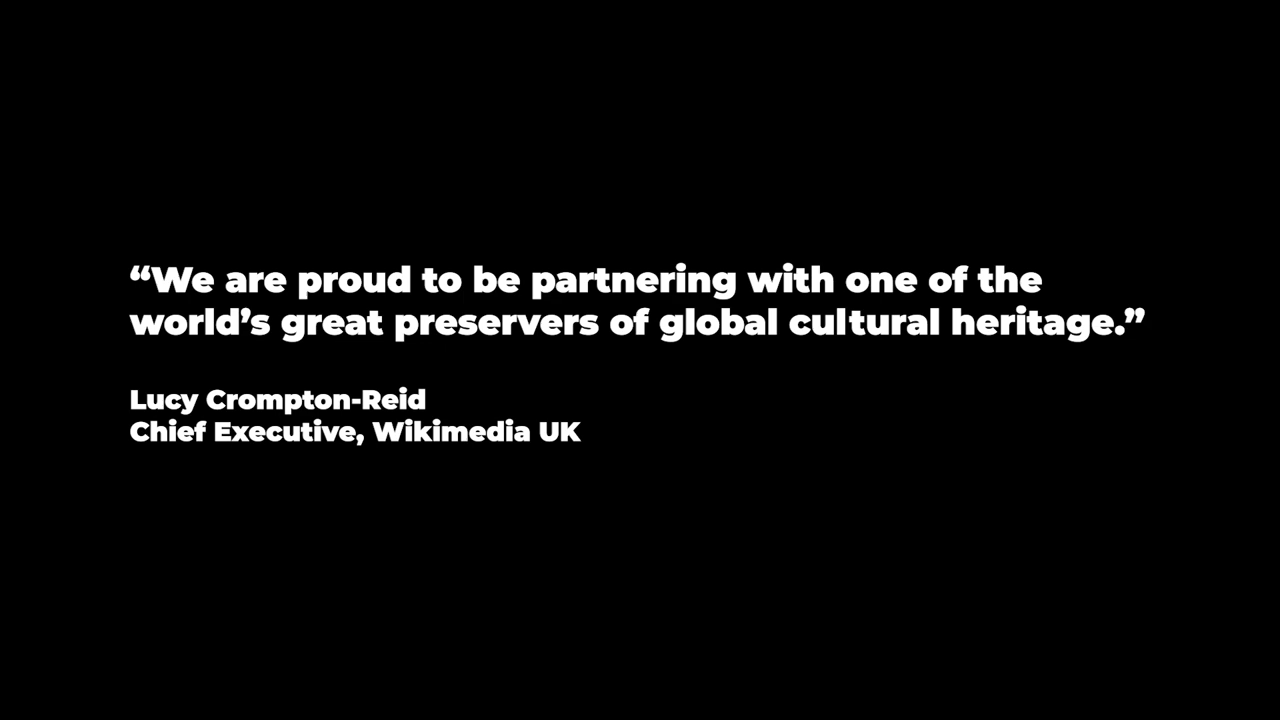 “We are proud to be partnering with one of the
world’s great preservers of global cultural heritage.”
Lucy Crompton-Reid
Chief Executive, Wikimedia UK